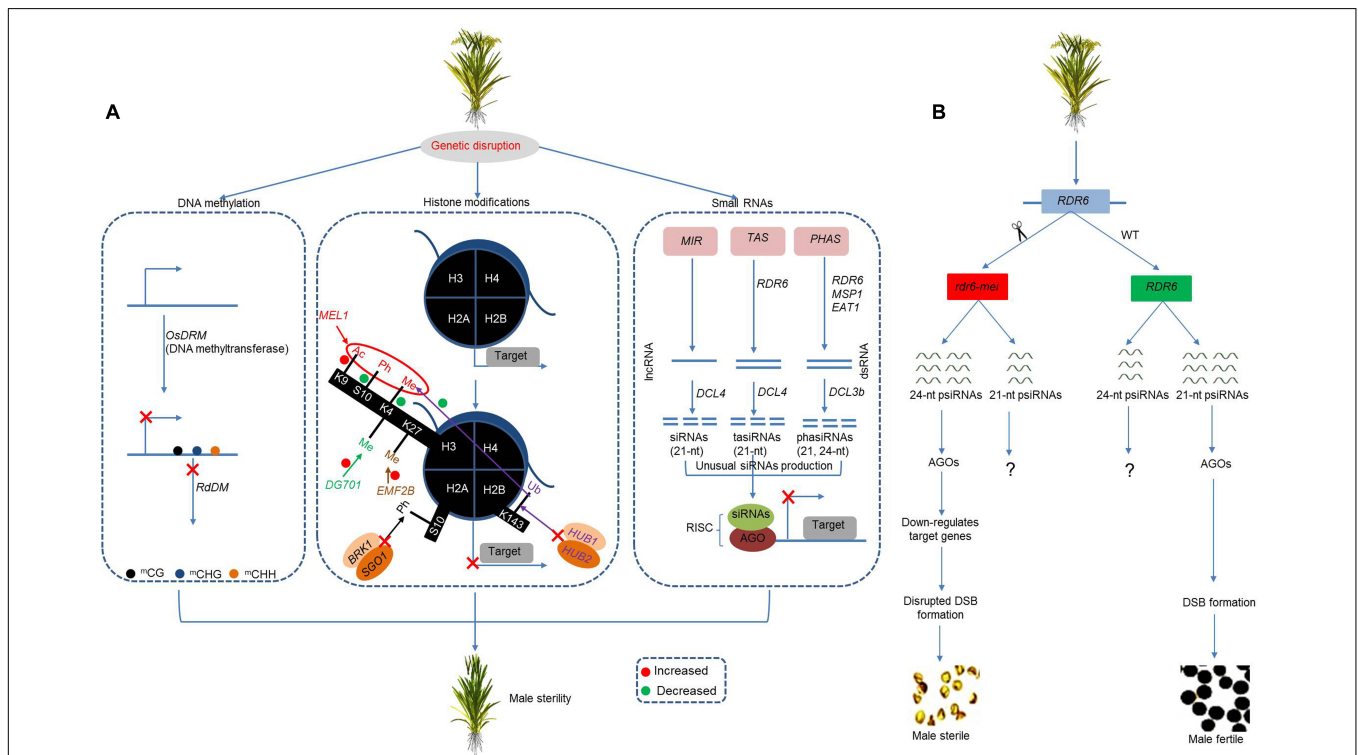 A
Genetic disruption
DNA methylation
OsDRM
(DNA methyltransferase)
RdDM
mCG mCHG mCHH
Histone modifications
H3 H4
H2A H2B
Target
MEL1
Ac
Ph
Me
K9
S10
K4
K27
H3 H4
H2A H2B
Me
Me
DG701
EMF2B
Ph
S10
Ub
K143
BRK1
SGO1
HUB1
HUB2
Target
Small RNAs
MIR TAS PHAS
RDR6
RDR6
MSP1
EAT1
lncRNA
dsRNA
DCL4 DCL4 DCL3b
siRNAs
(21-nt)
tasiRNAs
(21-nt)
phasiRNAs
(21, 24-nt)
Unusual siRNAs production
RISC
siRNAs
AGO
Target
Male sterility
Increased
Decreased
B
RDR6
WT
rdr6-mel
RDR6
24-nt psiRNAs 21-nt psiRNAs 24-nt psiRNAs 21-nt psiRNAs
AGOs ? ? AGOs
Down-regulates
target genes
Disrupted DSB
formation
DSB formation
Male sterile
Male fertile